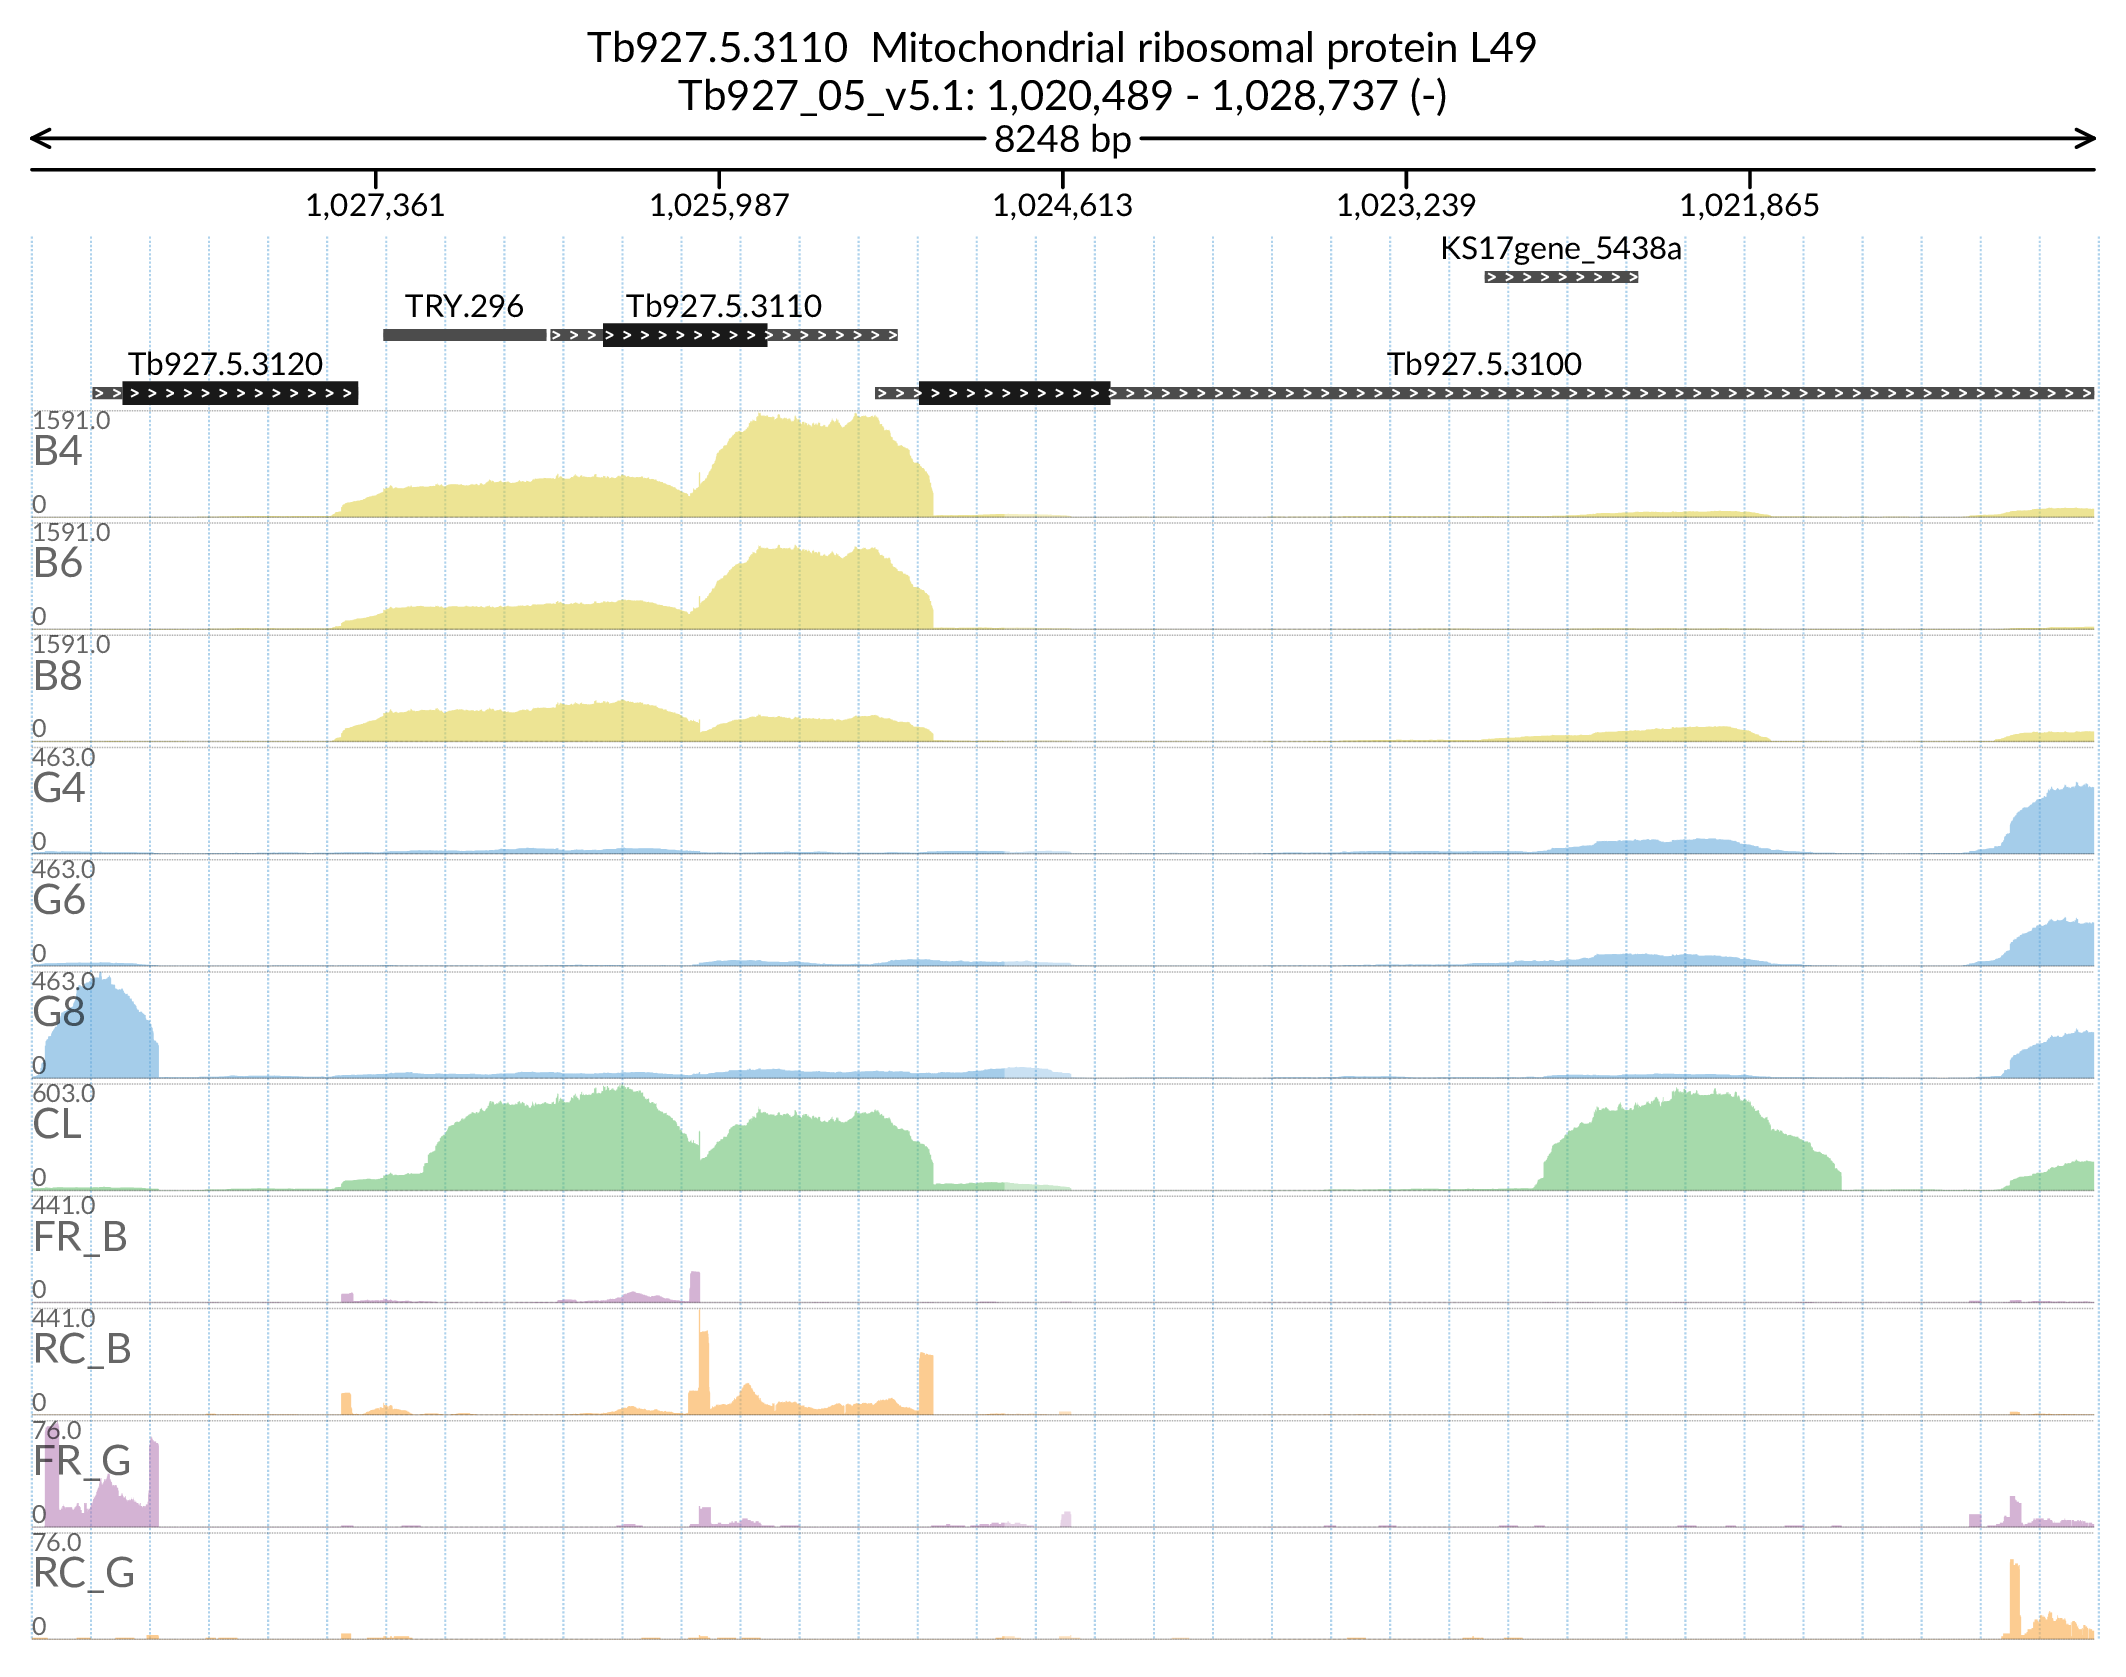 Tb927.5.3110  Mitochondrial ribosomal protein L49
Tb927_05_v5.1: 1,020,489 - 1,028,737 (-)
8248 bp
1,027,361 1,025,987 1,024,613 1,023,239 1,021,865
KS17gene_5438a
TRY.296 Tb927.5.3110
Tb927.5.3120 Tb927.5.3100
1591.0
B4
0
1591.0
B6
0
1591.0
B8
0
463.0
G4
0
463.0
G6
0
463.0
G8
0
603.0
CL
0
441.0
FR_B
0
441.0
RC_B
0
76.0
FR_G
0
76.0
RC_G
0